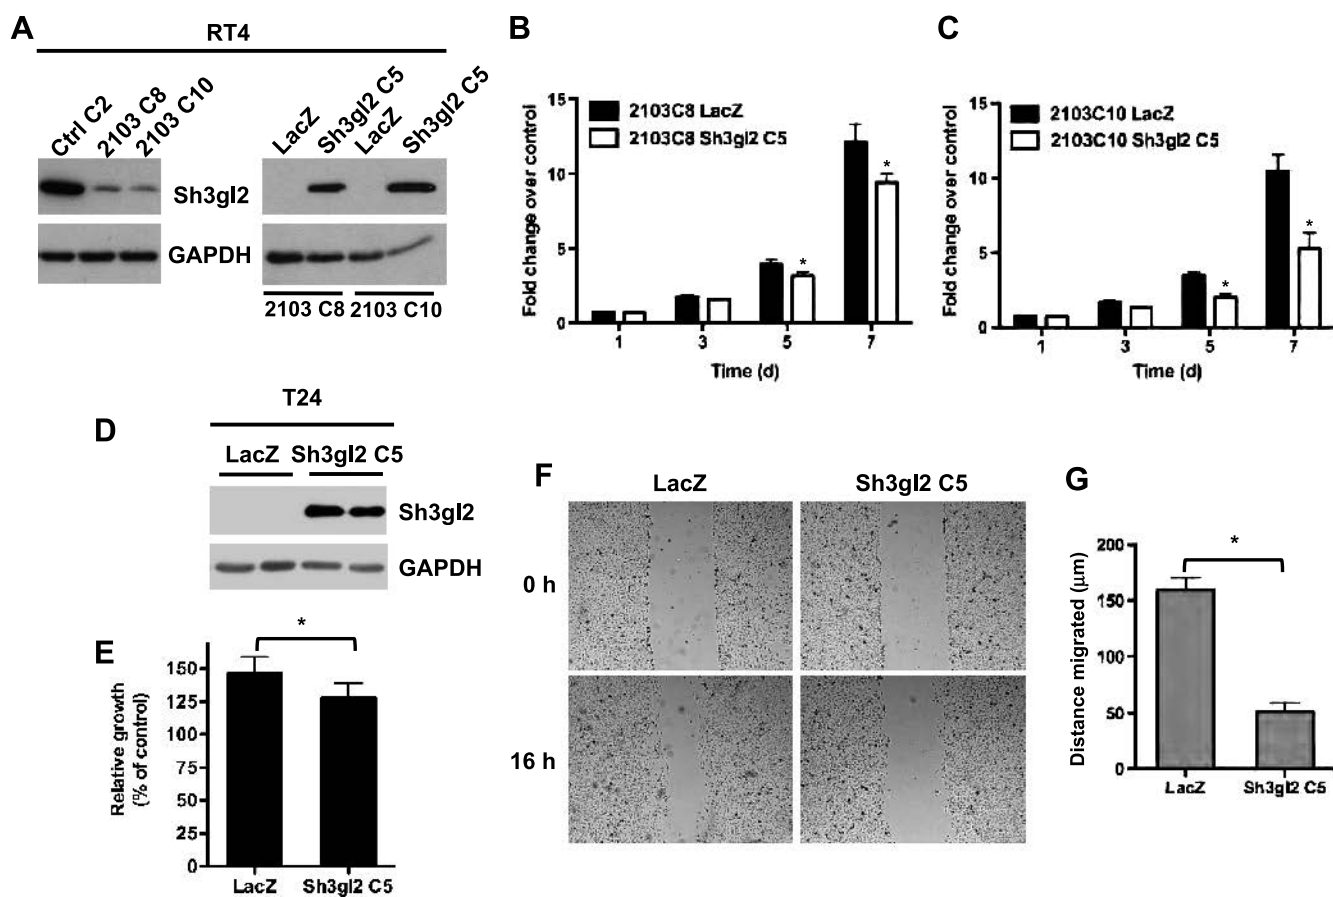 A
RT4
Ctrl C2
2103 C8
2103 C10
LacZ
Sh3gl2 C5
LacZ
Sh3gl2 C5
Sh3gl2
GAPDH
2103 C8
2103 C10
B
2103C8 LacZ
2103C8 Sh3gl2 C5
Fold change over control
15
10
5
0
*
*
1
3
5
7
Time (d)
C
2103C10 LacZ
2103C10 Sh3gl2 C5
Fold change over control
15
10
5
0
*
*
1
3
5
7
Time (d)
D
T24
LacZ
Sh3gl2 C5
Sh3gl2
GAPDH
E
Relative growth
(% of control)
150
125
100
75
50
25
0
*
LacZ
Sh3gl2 C5
F
LacZ
Sh3gl2 C5
0 h
16 h
G
Distance migrated (µm)
200
150
100
50
0
*
LacZ
Sh3gl2 C5